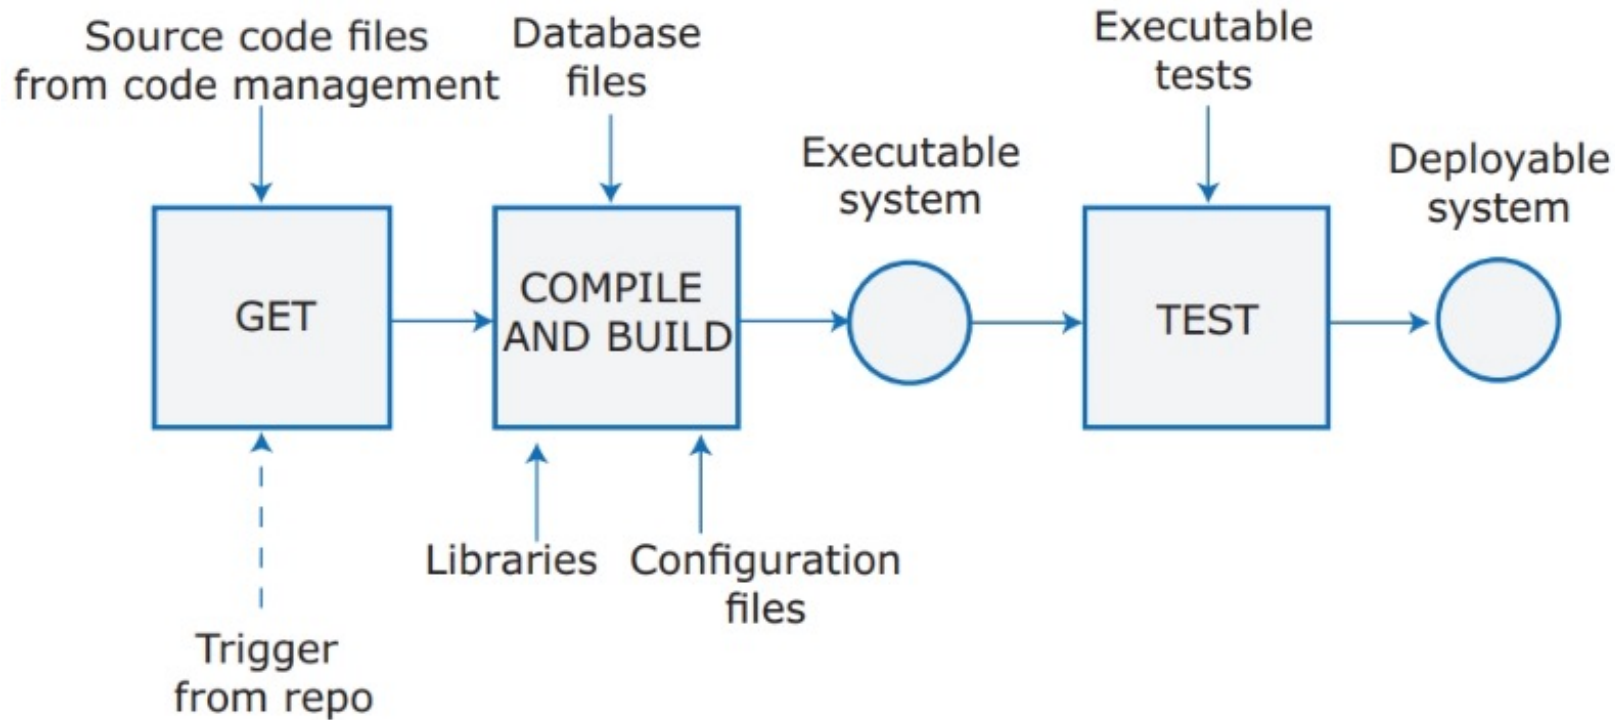 Source code files
from code management
Database
files
Executable
tests
Executable
system
Deployable
system
GET
COMPILE
AND BUILD
TEST
Libraries
Configuration
files
Trigger
from repo